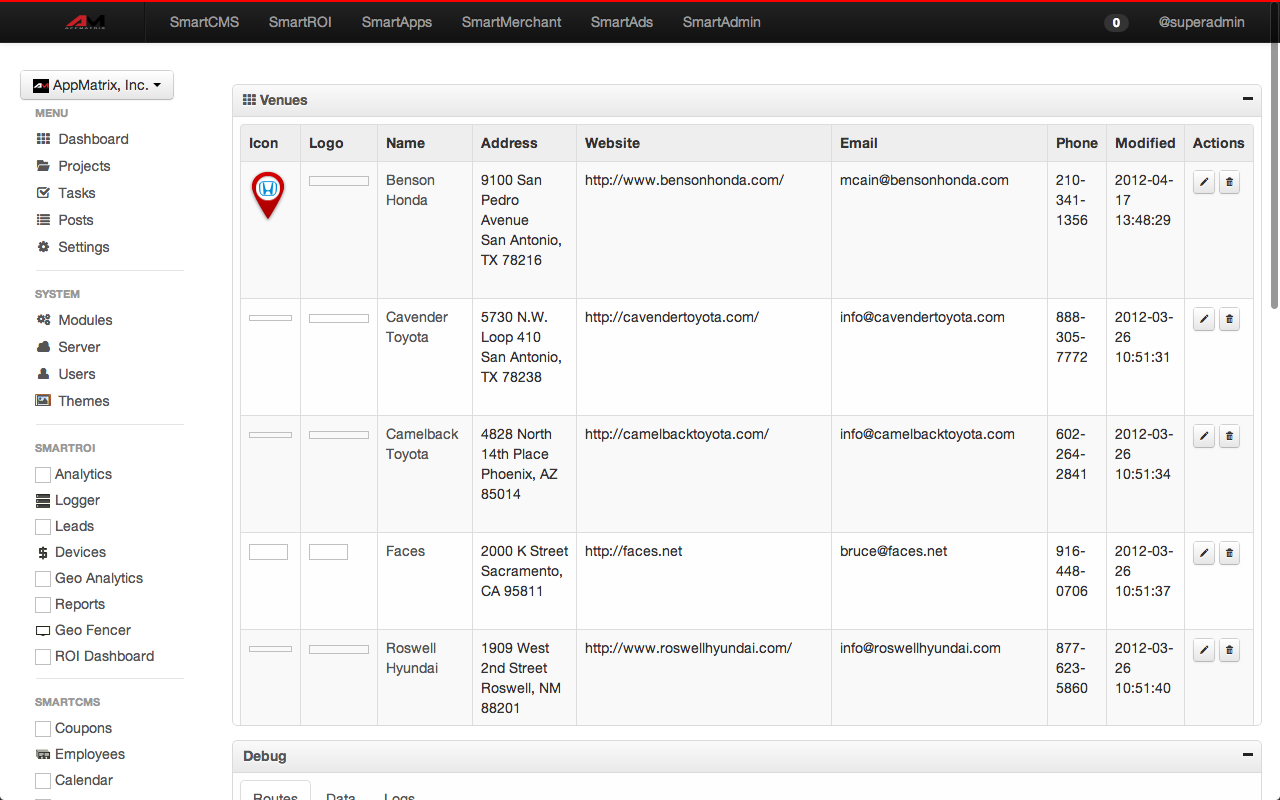 AM SmartCMS SmartROI SmartApps SmartMerchant SmartAds SmartAdmin 0 @superadmin
APPMATRIX
AppMatrix, Inc.
MENU
Dashboard
Projects
Tasks
Posts
Settings
SYSTEM
Modules
Server
Users
Themes
SMARTROI
Analytics
Logger
Leads
Devices
Geo Analytics
Reports
Geo Fencer
ROI Dashboard
SMARTCMS
Coupons
Employees
Calendar
Venues
Icon Logo Name Address Website Email Phone Modified Actions
Benson
Honda
9100 San
Pedro
Avenue
San Antonio,
TX 78216
http://www.bensonhonda.com/
mcain@bensonhonda.com
210-
341-
1356
2012-04-
17
13:48:29
Cavender
Toyota
5730 N.W.
Loop 410
San Antonio,
TX 78238
http://cavendertoyota.com/
info@cavendertoyota.com
888-
305-
7772
2012-03-
26
10:51:31
Camelback
Toyota
4828 North
14th Place
Phoenix, AZ
85014
http://camelbacktoyota.com/
info@camelbacktoyota.com
602-
264-
2841
2012-03-
26
10:51:34
Faces
2000 K Street
Sacramento,
CA 95811
http://faces.net
bruce@faces.net
916-
448-
0706
2012-03-
26
10:51:37
Roswell
Hyundai
1909 West
2nd Street
Roswell, NM
88201
http://www.roswellhyundai.com/
info@roswellhyundai.com
877-
623-
5860
2012-03-
26
10:51:40
Debug
Routes Data Logs